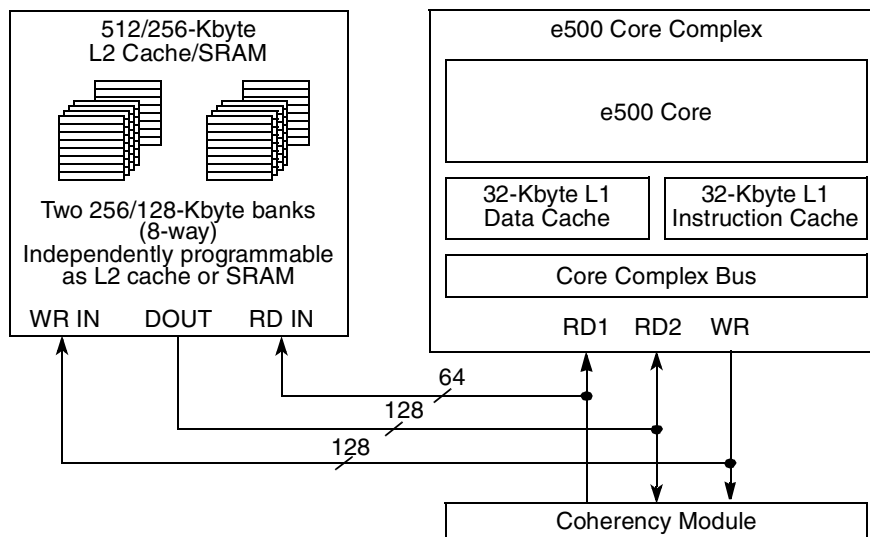 512/256-Kbyte
L2 Cache/SRAM
Two 256/128-Kbyte banks
(8-way)
Independently programmable
as L2 cache or SRAM
WR IN DOUT RD IN
e500 Core Complex
e500 Core
32-Kbyte L1
Data Cache
32-Kbyte L1
Instruction Cache
Core Complex Bus
RD1 RD2 WR
64
128
128
Coherency Module